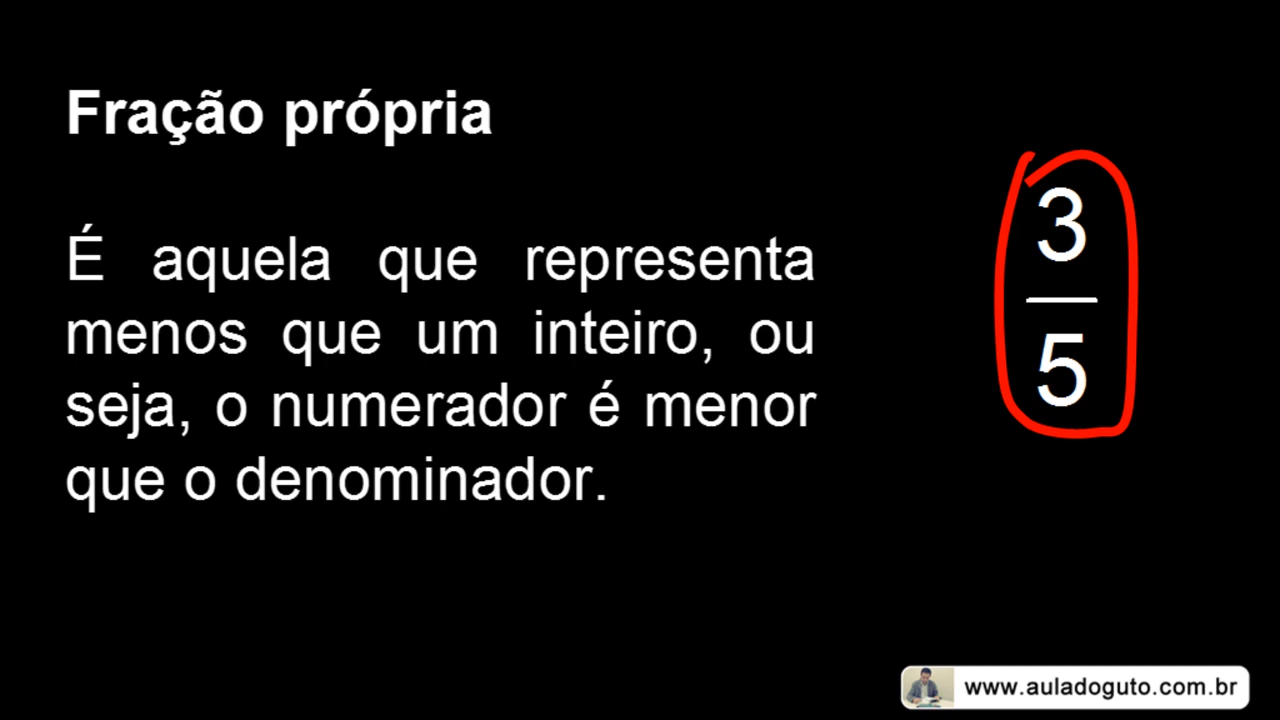 Fração própria
É aquela que representa
menos que um inteiro, ou
seja, o numerador é menor
que o denominador.
3
5
www.auladoguto.com.br